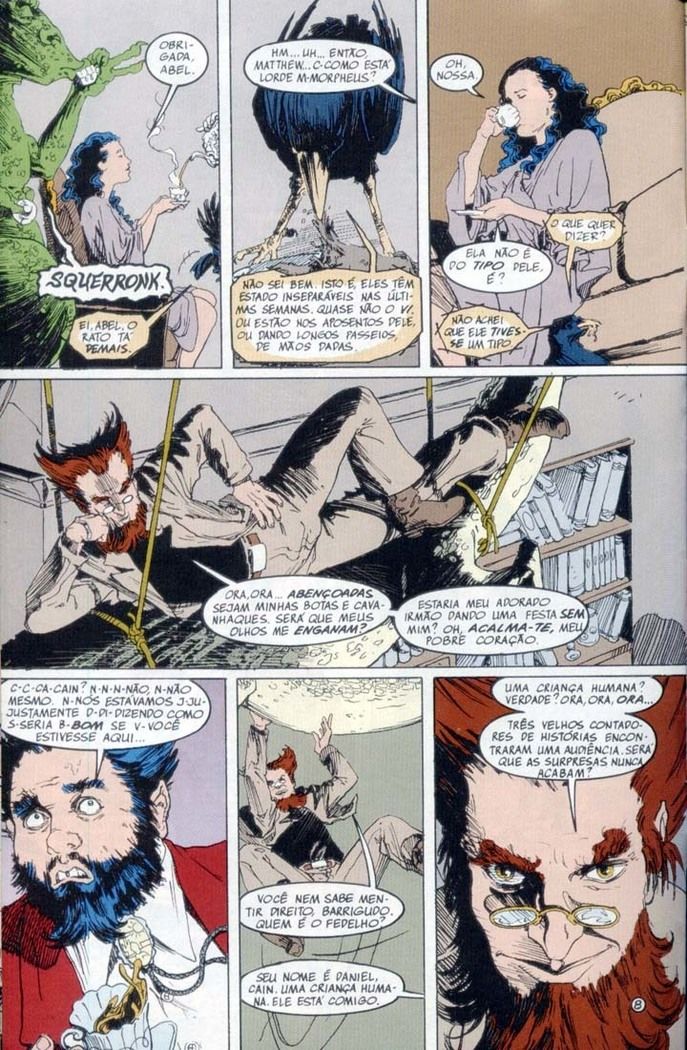 OBRI-
GADA,
ABEL.
SQUERRONK.
EI, ABEL, O
RATO TÁ
DEMAIS.
HM...UH... ENTÃO,
MATTHEW... C-COMO ESTÁ
LORDE M-MORPHEUS?
NÃO SEI BEM. ISTO É, ELES TÊM
ESTADO INSEPARÁVEIS NAS ÚLTI-
MAS SEMANAS. QUASE NÃO O VI.
OU ESTÃO NOS APOSENTOS DELE,
OU DANDO LONGOS PASSEIOS,
DE MÃOS DADAS.
OH,
NOSSA.
ELA NÃO É
DO TIPO DELE,
É?
O QUE QUER
DIZER?
NÃO ACHEI
QUE ELE TIVES-
SE UM TIPO.
ORA, ORA... ABENÇOADAS
SEJAM MINHAS BOTAS E CAVA-
NHAQUES. SERÁ QUE MEUS
OLHOS ME ENGANAM?
ESTARIA MEU ADORADO
IRMÃO DANDO UMA FESTA SEM
MIM? OH, ACALMA-TE, MEU
POBRE CORAÇÃO.
C-C-CA-CAIN? N-N-N-NÃO, N-NÃO
MESMO. N-NÓS ESTÁVAMOS J-JU-
JUSTAMENTE D-DI-DIZENDO COMO
S-SERIA B-BOM SE V-VOCÊ
ESTIVESSE AQUI...
VOCÊ NEM SABE MEN-
TIR DIREITO, BARRIGUDO.
QUEM É O FEDELHO?
SEU NOME É DANIEL,
CAIN. UMA CRIANÇA HUMA-
NA. ELE ESTÁ COMIGO.
UMA CRIANÇA HUMANA?
VERDADE? ORA, ORA, ORA...
TRÊS VELHOS CONTADO-
RES DE HISTÓRIAS ENCON-
TRARAM UMA AUDIÊNCIA. SERÁ
QUE AS SURPRESAS NUNCA
ACABAM?
8